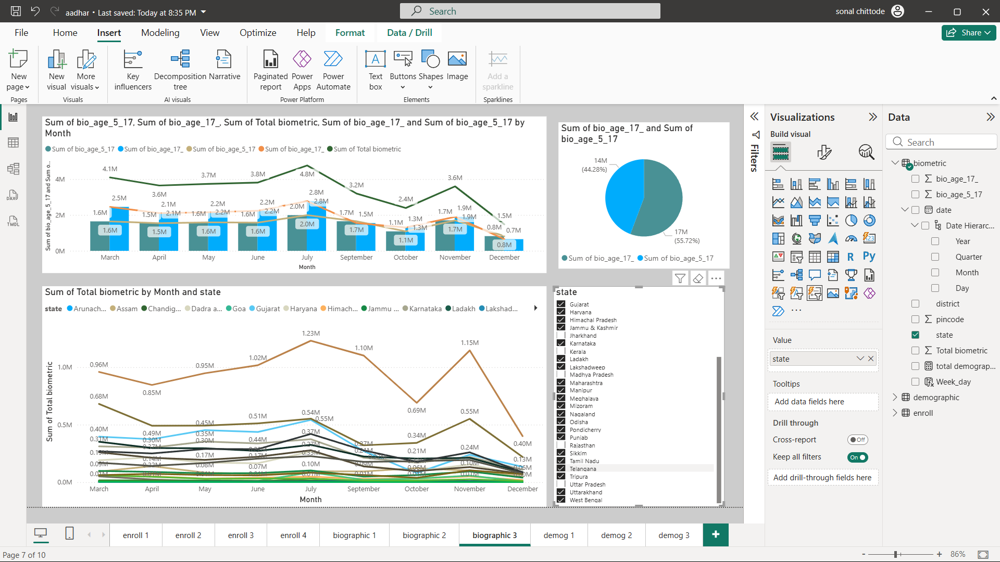 aadhar • Last saved: Today at 8:35 PM
Search
sonal chittode
File Home Insert Modeling View Optimize Help Format Data / Drill
Share
New page
New visual
More visuals
Key influencers
Decomposition tree
Narrative
Paginated report
Power Apps
Power Automate
Text box
Buttons
Shapes
Image
Add a sparkline
Pages Visuals AI visuals Power Platform Elements Sparklines
Sum of bio_age_5_17, Sum of bio_age_17_, Sum of Total biometric, Sum of bio_age_17_ and Sum of bio_age_5_17 by
Month
Sum of bio_age_5_17 Sum of bio_age_17_ Sum of bio_age_5_17 Sum of bio_age_17_ Sum of Total biometric
Sum of bio_age_5_17 and Sum o...
4M
2M
0M
4.1M 3.6M 3.7M 3.8M 4.8M 3.2M 2.4M 3.6M 1.5M
2.5M 2.1M 2.2M 2.2M 2.8M 1.5M 1.3M 1.9M 0.7M
1.6M 1.5M 1.6M 1.6M 2.0M 1.7M 1.1M 1.7M 0.8M
2.1M 2.2M 2.2M 2.8M 1.3M 1.9M
1.6M 1.5M 1.6M 1.6M 2.0M 1.7M 1.1M 1.7M 0.8M
March April May June July September October November December
Month
Sum of bio_age_17_ and Sum of
bio_age_5_17
14M
(44.28%)
17M
(55.72%)
Sum of bio_age_17_ Sum of bio_age_5_17
Sum of Total biometric by Month and state
state Arunach... Assam Chandig... Dadra a... Goa Gujarat Haryana Himach... Jammu ... Karnataka Ladakh Lakshad...
Sum of Total biometric
1.0M
0.5M
0.0M
0.96M 0.85M 0.95M 1.02M 1.23M 1.10M 0.69M 1.15M 0.40M
0.68M 0.49M 0.45M 0.51M 0.54M 0.27M 0.34M 0.55M 0.13M
0.40M 0.30M 0.35M 0.44M 0.55M 0.21M 0.24M 0.06M
0.31M 0.30M 0.17M 0.37M 0.09M 0.06M 0.10M
0.09M 0.22M 0.08M 0.07M 0.10M 0.01M 0.01M 0.01M
March April May June July September October November December
Month
state
Gujarat
Haryana
Himachal Pradesh
Jammu & Kashmir
Jharkhand
Karnataka
Kerala
Ladakh
Lakshadweep
Madhya Pradesh
Maharashtra
Manipur
Meghalaya
Mizoram
Nagaland
Odisha
Pondicherry
Punjab
Rajasthan
Sikkim
Tamil Nadu
Telangana
Tripura
Uttar Pradesh
Uttarakhand
West Bengal
Filters
Visualizations
Build visual
R
Py
123
...
Value
state
Tooltips
Add data fields here
Drill through
Cross-report Off
Keep all filters On
Add drill-through fields here
Data
Search
biometric
bio_age_17_
bio_age_5_17
date
Date Hierarc...
Year
Quarter
Month
Day
district
pincode
state
Total biometric
total demograp...
Week_day
demographic
enroll
DAX
TMDL
enroll 1 enroll 2 enroll 3 enroll 4 biographic 1 biographic 2 biographic 3 demog 1 demog 2 demog 3 +
Page 7 of 10
- + 86%